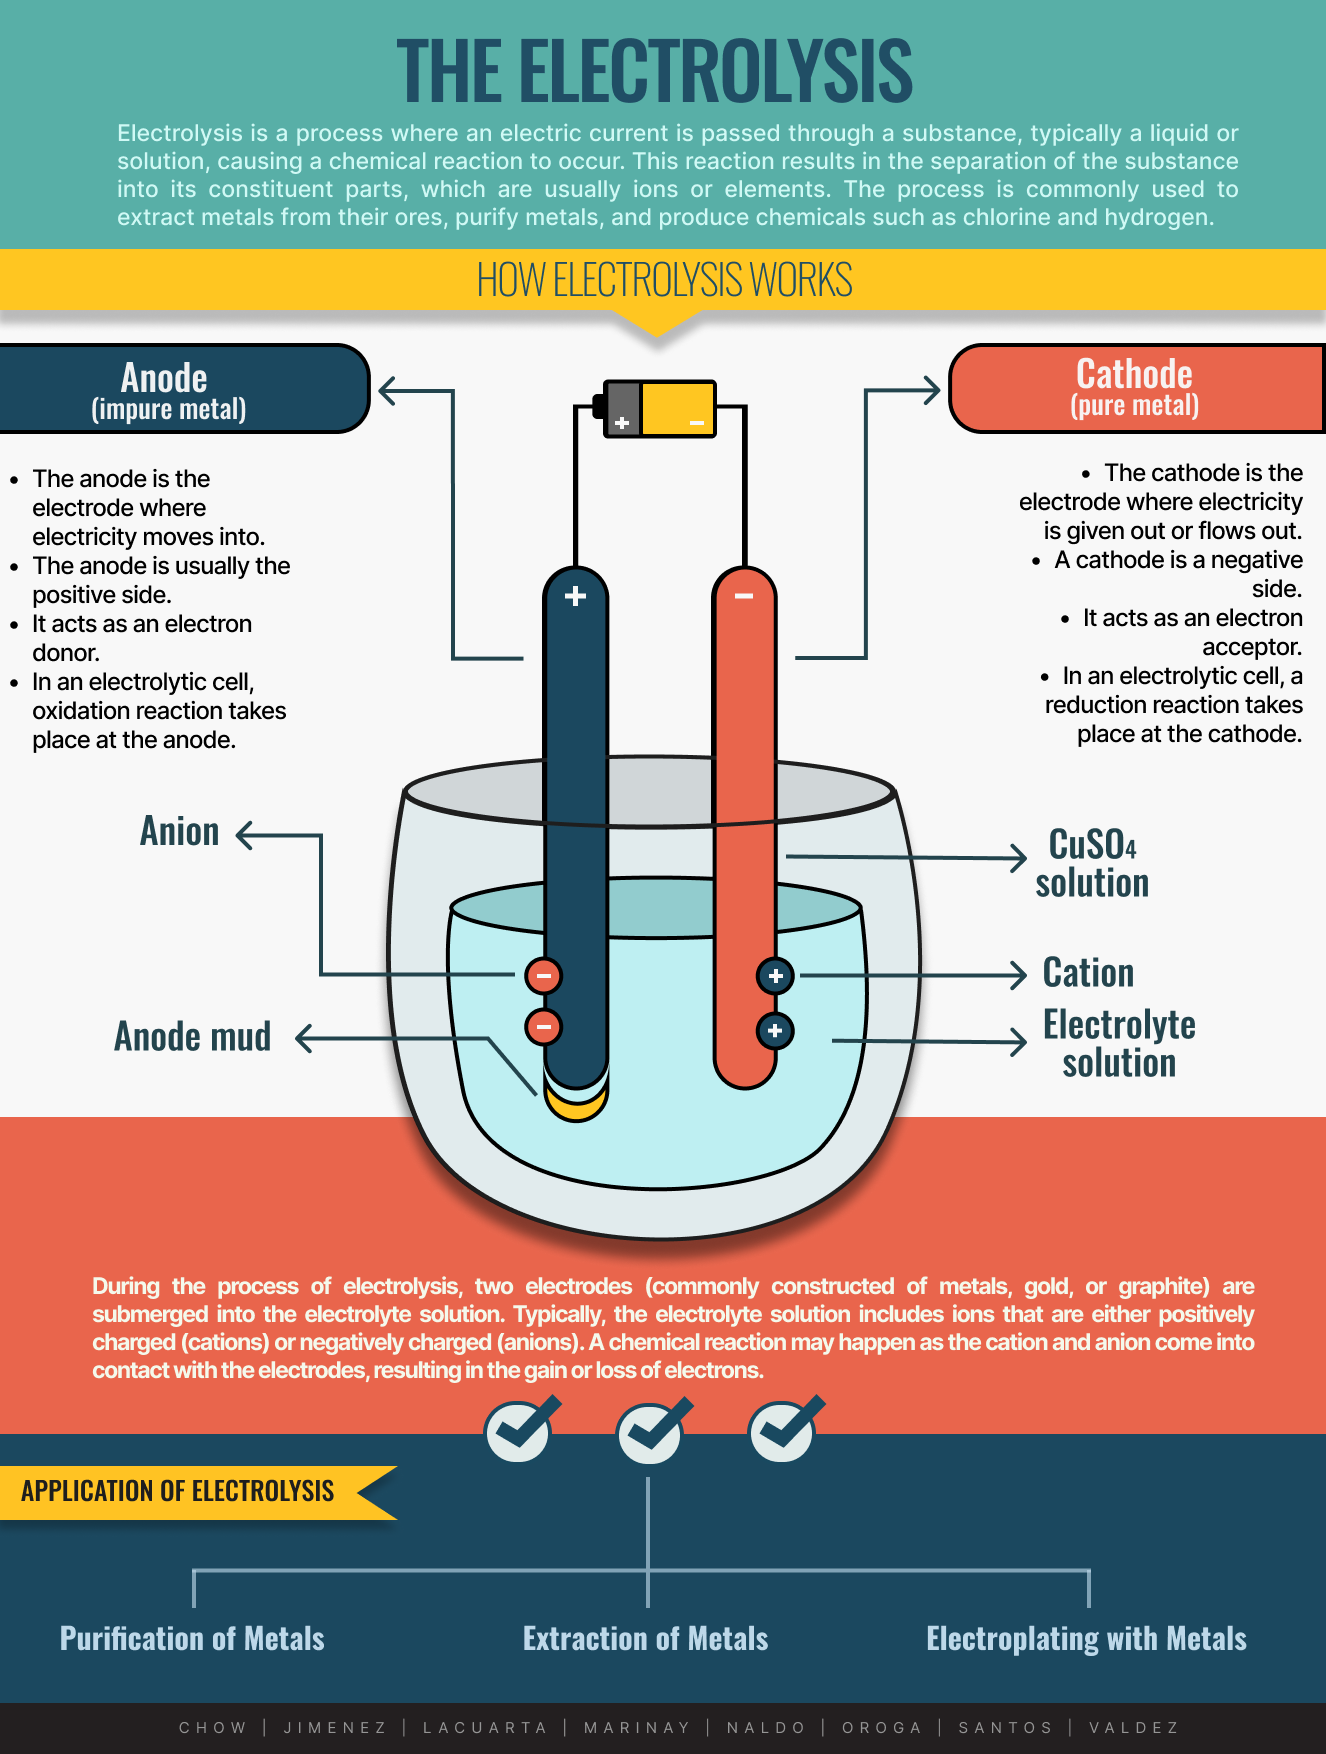 THE ELECTROLYSIS
Electrolysis is a process where an electric current is passed through a substance, typically a liquid or
solution, causing a chemical reaction to occur. This reaction results in the separation of the substance
into its constituent parts, which are usually ions or elements. The process is commonly used to
extract metals from their ores, purify metals, and produce chemicals such as chlorine and hydrogen.
HOW ELECTROLYSIS WORKS
Anode
(impure metal)
• The anode is the
electrode where
electricity moves into.
• The anode is usually the
positive side.
• It acts as an electron
donor.
• In an electrolytic cell,
oxidation reaction takes
place at the anode.
+ −
+
−
Cathode
(pure metal)
• The cathode is the
electrode where electricity
is given out or flows out.
• A cathode is a negative
side.
• It acts as an electron
acceptor.
• In an electrolytic cell, a
reduction reaction takes
place at the cathode.
Anion
Anode mud
−
−
+
+
CuSO₄
solution
Cation
Electrolyte
solution
During the process of electrolysis, two electrodes (commonly constructed of metals, gold, or graphite) are
submerged into the electrolyte solution. Typically, the electrolyte solution includes ions that are either positively
charged (cations) or negatively charged (anions). A chemical reaction may happen as the cation and anion come into
contact with the electrodes, resulting in the gain or loss of electrons.
APPLICATION OF ELECTROLYSIS
Purification of Metals
Extraction of Metals
Electroplating with Metals
CHOW | JIMENEZ | LACUARTA | MARINAY | NALDO | OROGA | SANTOS | VALDEZ